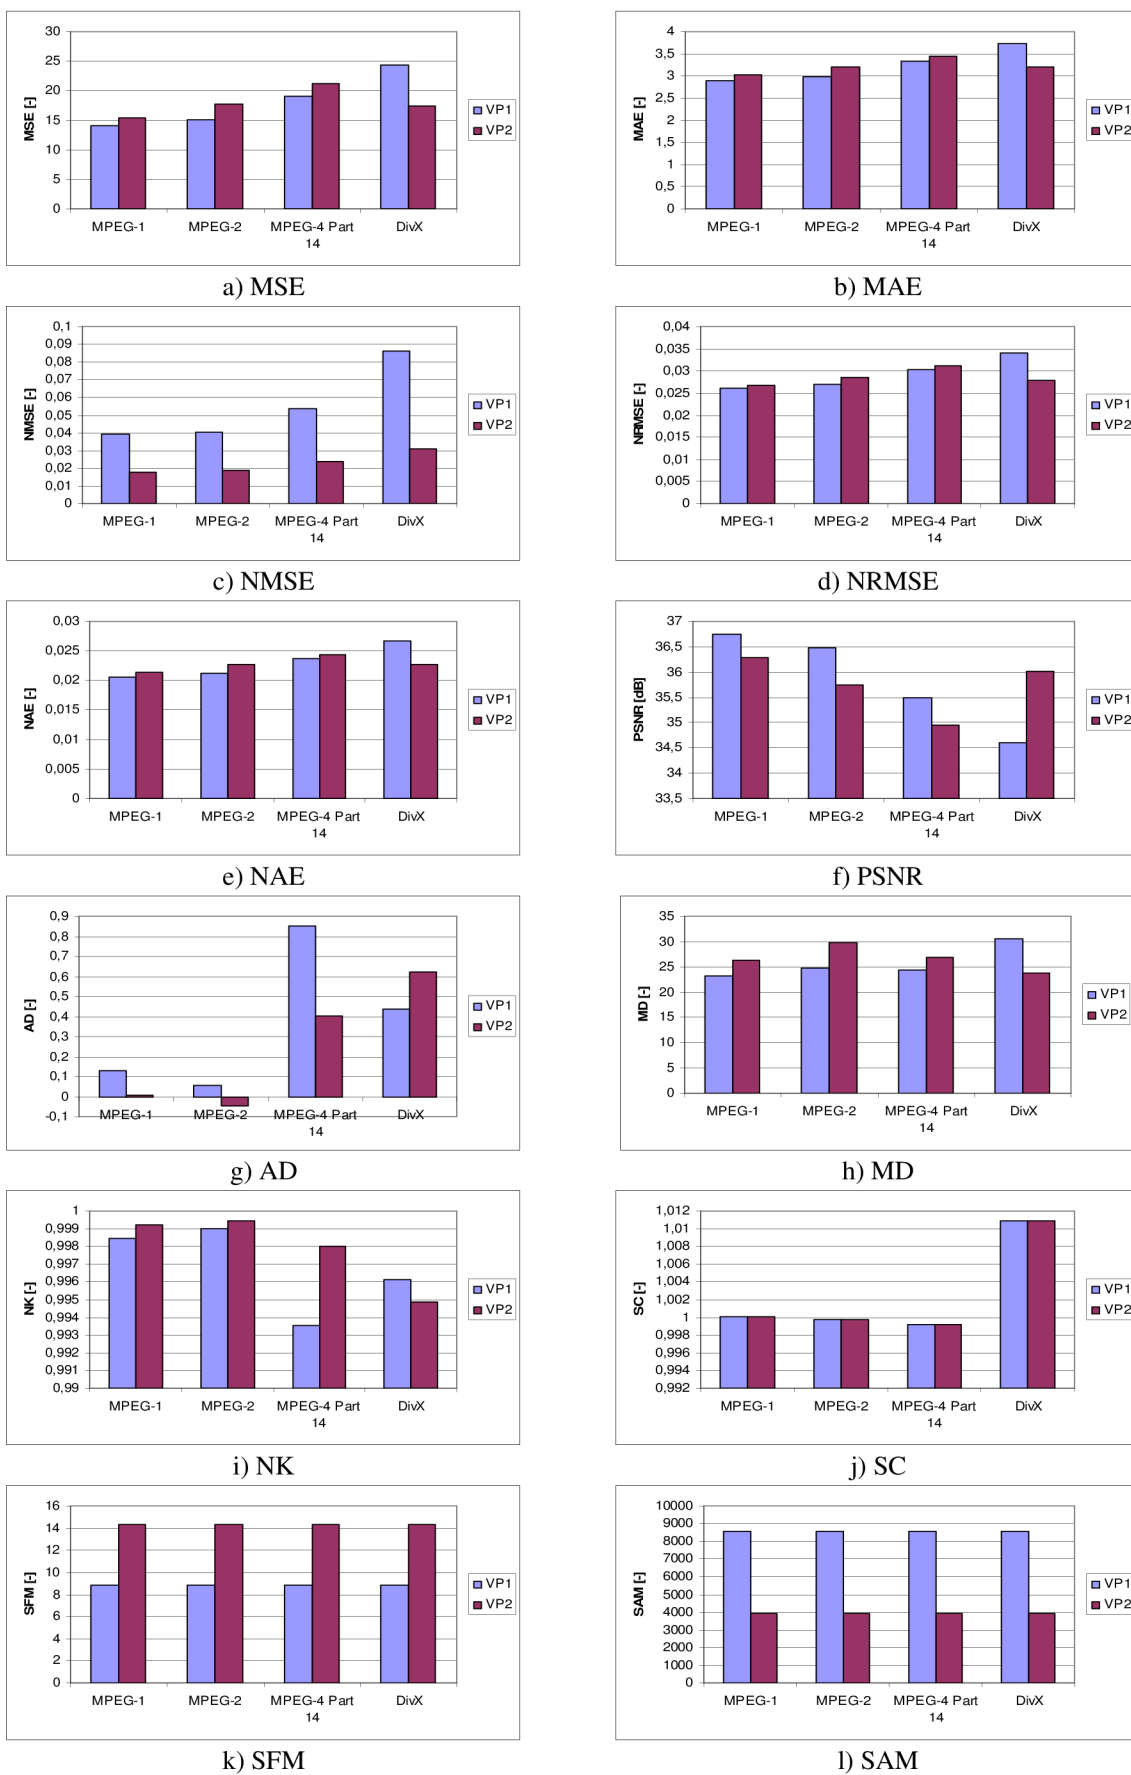 30
25
20
15
10
5
0
MSE [-]
MPEG-1 MPEG-2 MPEG-4 Part 14 DivX
VP1
VP2
a) MSE
4
3,5
3
2,5
2
1,5
1
0,5
0
MAE [-]
MPEG-1 MPEG-2 MPEG-4 Part 14 DivX
VP1
VP2
b) MAE
0,1
0,09
0,08
0,07
0,06
0,05
0,04
0,03
0,02
0,01
0
NMSE [-]
MPEG-1 MPEG-2 MPEG-4 Part 14 DivX
VP1
VP2
c) NMSE
0,04
0,035
0,03
0,025
0,02
0,015
0,01
0,005
0
NRMSE [-]
MPEG-1 MPEG-2 MPEG-4 Part 14 DivX
VP1
VP2
d) NRMSE
0,03
0,025
0,02
0,015
0,01
0,005
0
NAE [-]
MPEG-1 MPEG-2 MPEG-4 Part 14 DivX
VP1
VP2
e) NAE
37
36,5
36
35,5
35
34,5
34
33,5
PSNR [dB]
MPEG-1 MPEG-2 MPEG-4 Part 14 DivX
VP1
VP2
f) PSNR
0,9
0,8
0,7
0,6
0,5
0,4
0,3
0,2
0,1
0
-0,1
AD [-]
MPEG-1 MPEG-2 MPEG-4 Part 14 DivX
VP1
VP2
g) AD
35
30
25
20
15
10
5
0
MD [-]
MPEG-1 MPEG-2 MPEG-4 Part 14 DivX
VP1
VP2
h) MD
1
0,999
0,998
0,997
0,996
0,995
0,994
0,993
0,992
0,991
0,99
NK [-]
MPEG-1 MPEG-2 MPEG-4 Part 14 DivX
VP1
VP2
i) NK
1,012
1,01
1,008
1,006
1,004
1,002
1
0,998
0,996
0,994
0,992
SC [-]
MPEG-1 MPEG-2 MPEG-4 Part 14 DivX
VP1
VP2
j) SC
16
14
12
10
8
6
4
2
0
SFM [-]
MPEG-1 MPEG-2 MPEG-4 Part 14 DivX
VP1
VP2
k) SFM
10000
9000
8000
7000
6000
5000
4000
3000
2000
1000
0
SAM [-]
MPEG-1 MPEG-2 MPEG-4 Part 14 DivX
VP1
VP2
l) SAM